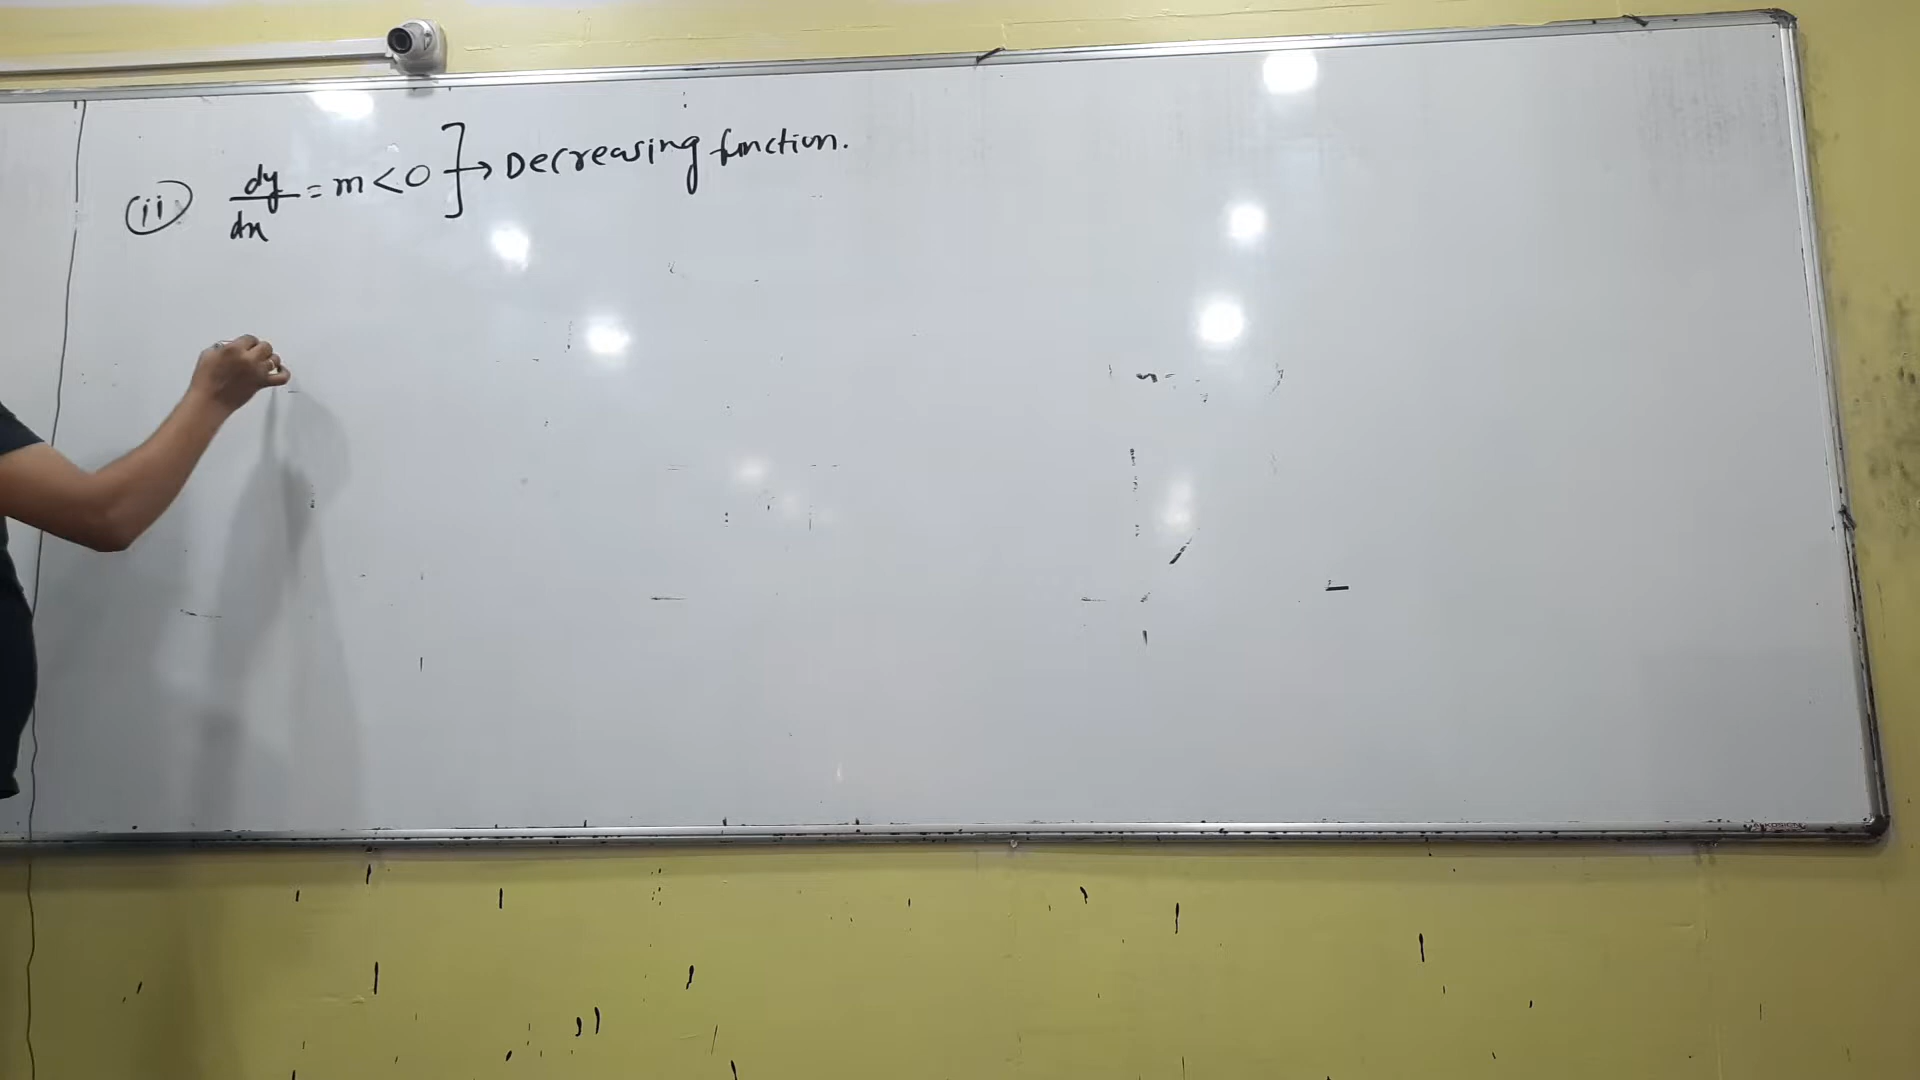 (ii) dy/dx = m < 0 ] → Decreasing function.